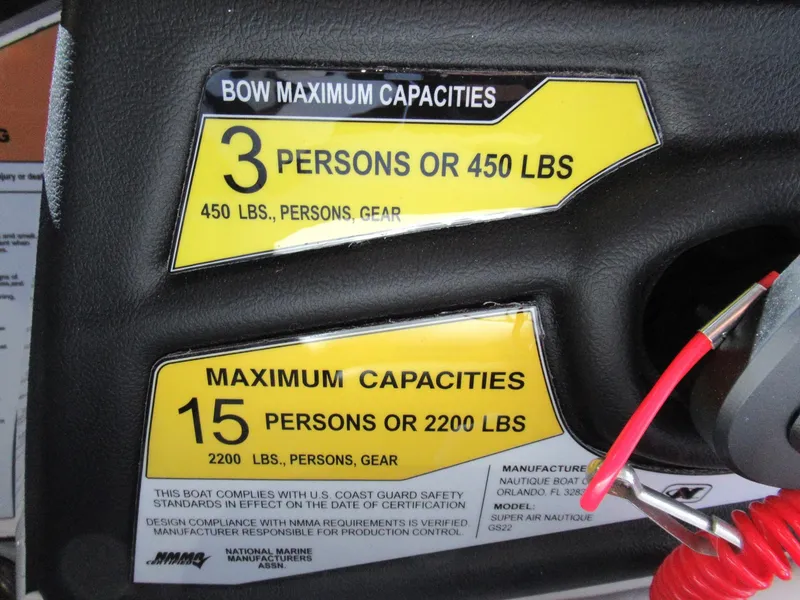 G
BOW MAXIMUM CAPACITIES
3 PERSONS OR 450 LBS
450 LBS., PERSONS, GEAR
MAXIMUM CAPACITIES
15 PERSONS OR 2200 LBS
2200 LBS., PERSONS, GEAR
THIS BOAT COMPLIES WITH U.S. COAST GUARD SAFETY
STANDARDS IN EFFECT ON THE DATE OF CERTIFICATION
DESIGN COMPLIANCE WITH NMMA REQUIREMENTS IS VERIFIED.
MANUFACTURER RESPONSIBLE FOR PRODUCTION CONTROL.
NMMA
CERTIFIED
NATIONAL MARINE
MANUFACTURERS
ASSN.
MANUFACTURE
NAUTIQUE BOAT
ORLANDO, FL
MODEL:
SUPER AIR NAUTIQUE
GS22